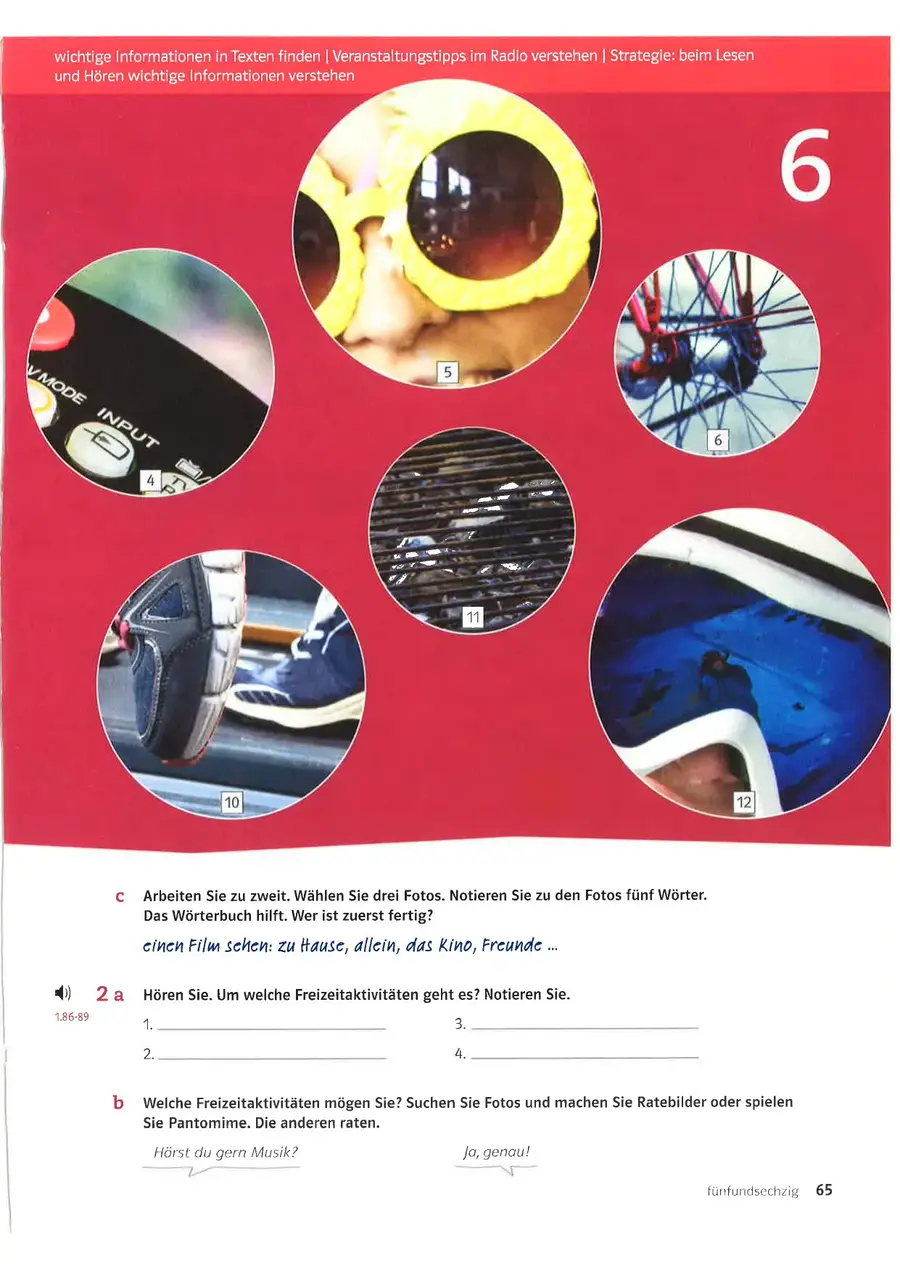 wichtige Informationen in Texten finden | Veranstaltungstipps im Radio verstehen | Strategie: beim Lesen
und Hören wichtige Informationen verstehen
6
5
V MODE
INPUT
TV
4
6
11
10
12
c Arbeiten Sie zu zweit. Wählen Sie drei Fotos. Notieren Sie zu den Fotos fünf Wörter.
Das Wörterbuch hilft. Wer ist zuerst fertig?
einen Film sehen: zu Hause, allein, das Kino, Freunde ...
2 a Hören Sie. Um welche Freizeitaktivitäten geht es? Notieren Sie.
1.86-89
1. 3.
2. 4.
b Welche Freizeitaktivitäten mögen Sie? Suchen Sie Fotos und machen Sie Ratebilder oder spielen
Sie Pantomime. Die anderen raten.
Hörst du gern Musik? Ja, genau!
fünfundsechzig 65